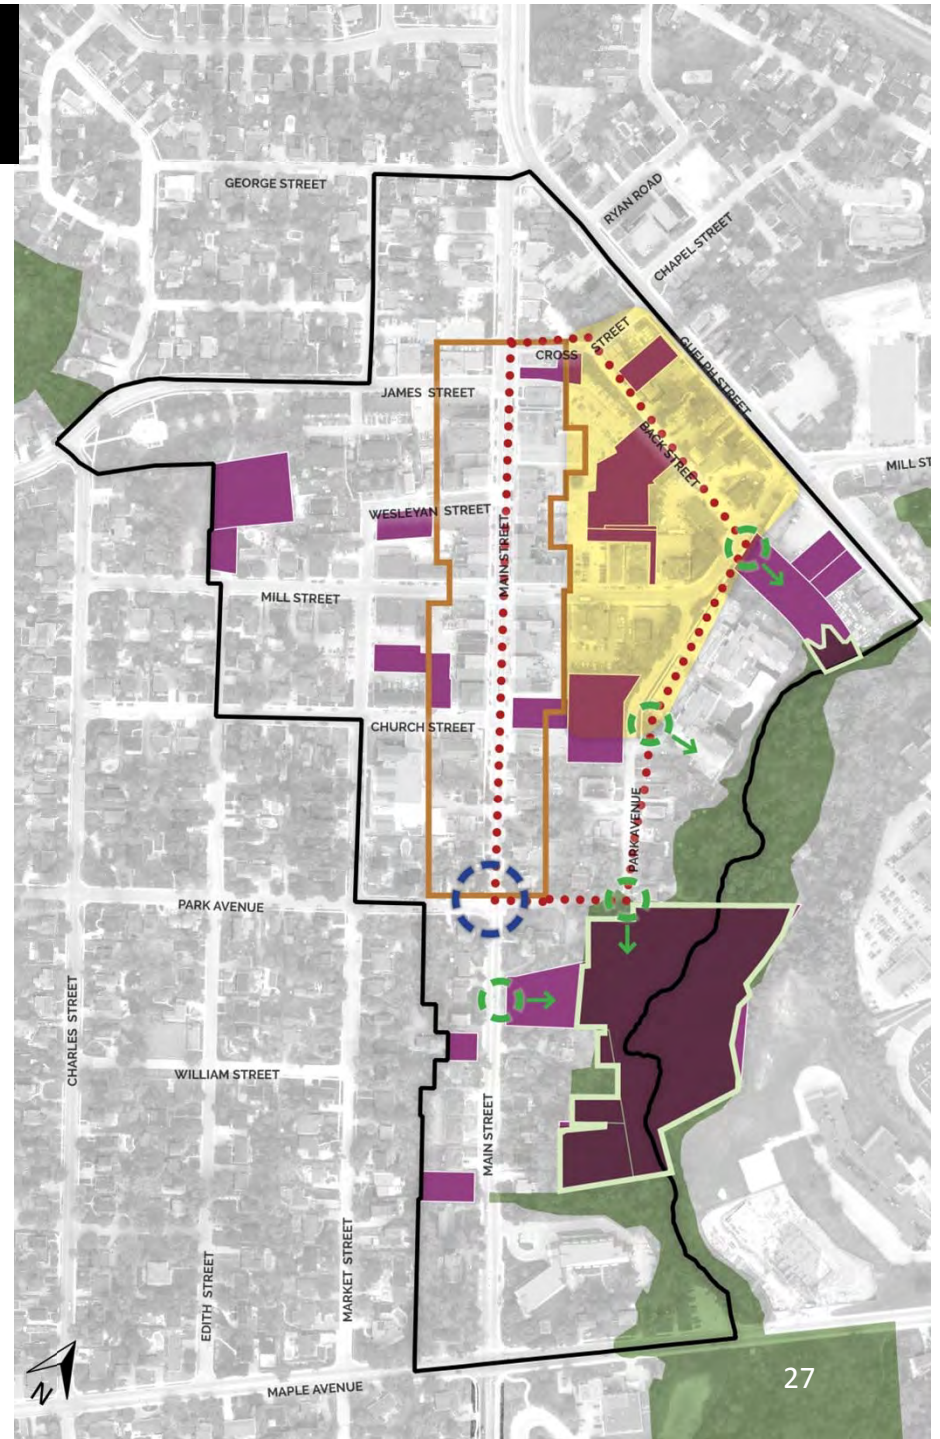 GEORGE STREET
RYAN ROAD
CHAPEL STREET
GUELPH STREET
CROSS STREET
JAMES STREET
BACK STREET
MILL ST
WESLEYAN STREET
MAIN STREET
MILL STREET
CHURCH STREET
PARK AVENUE
PARK AVENUE
CHARLES STREET
WILLIAM STREET
MAIN STREET
MARKET STREET
EDITH STREET
N
MAPLE AVENUE
27